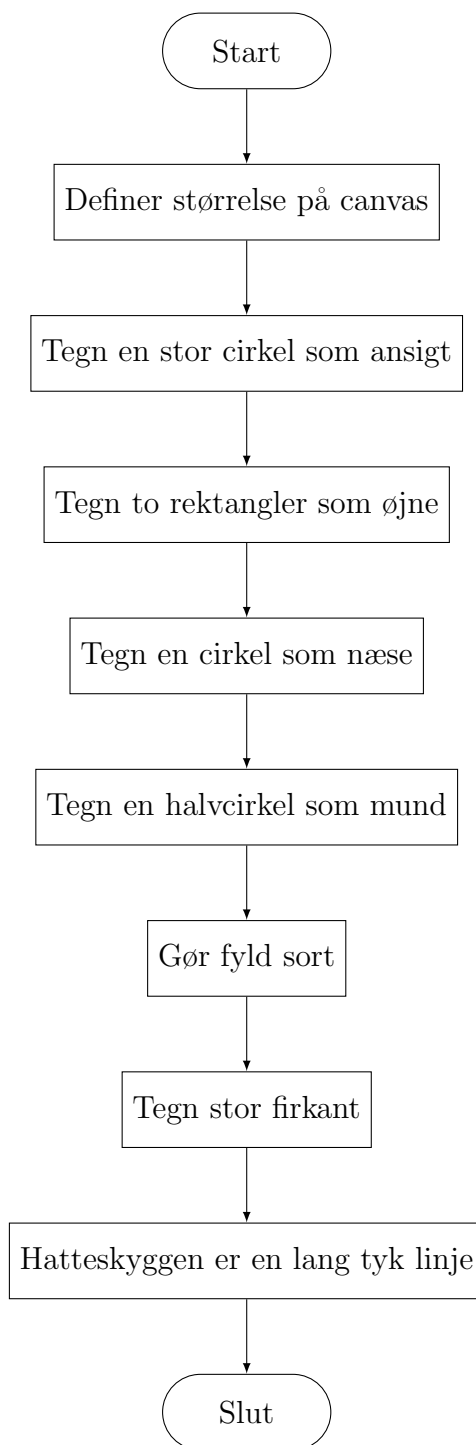 Start
Definer størrelse på canvas
Tegn en stor cirkel som ansigt
Tegn to rektangler som øjne
Tegn en cirkel som næse
Tegn en halvcirkel som mund
Gør fyld sort
Tegn stor firkant
Hatteskyggen er en lang tyk linje
Slut